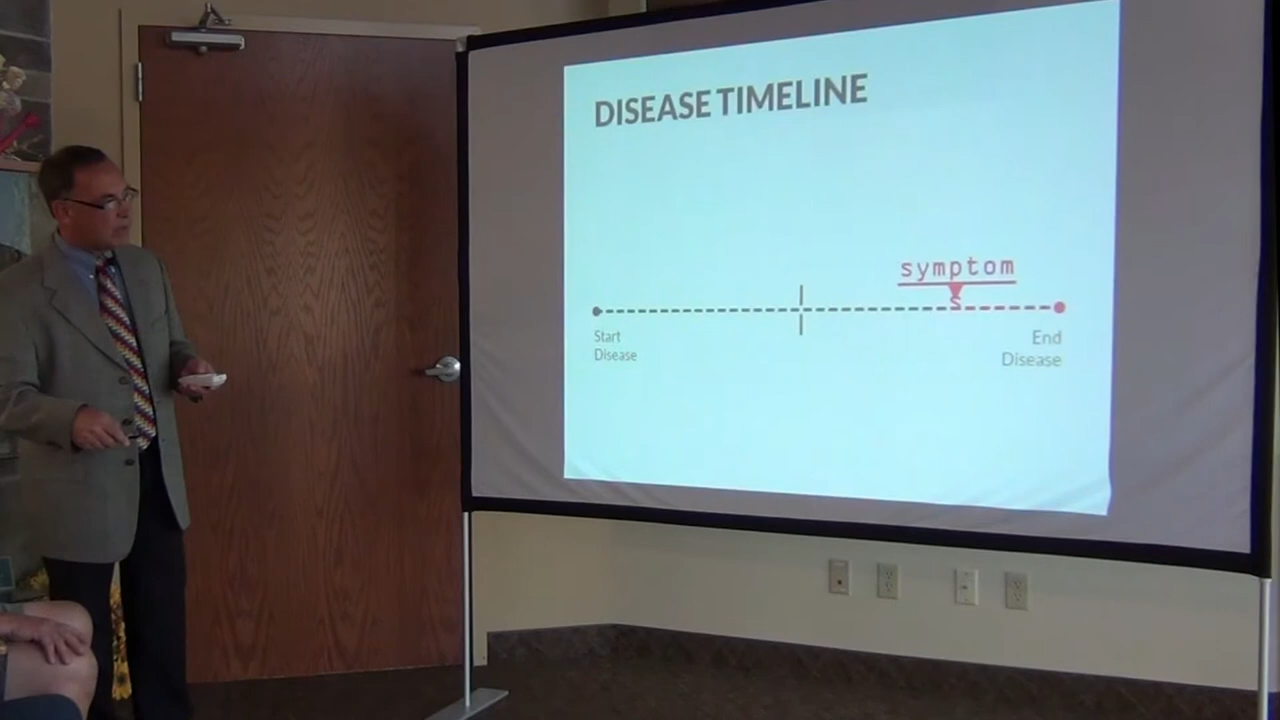 DISEASE TIMELINE
symptom
s
Start
Disease
End
Disease